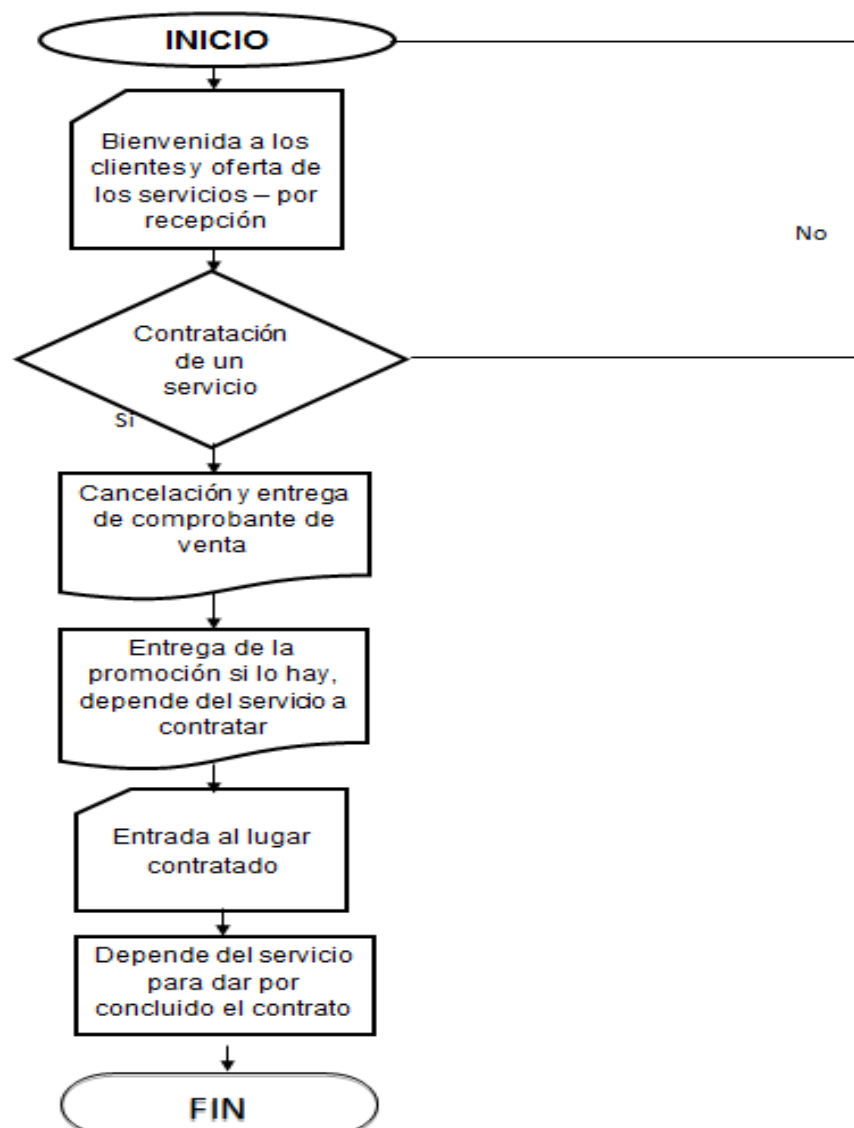 INICIO
Bienvenida a los
clientes y oferta de
los servicios – por
recepción
No
Contratación
de un
servicio
Si
Cancelación y entrega
de comprobante de
venta
Entrega de la
promoción si lo hay,
depende del servicio a
contratar
Entrada al lugar
contratado
Depende del servicio
para dar por
concluido el contrato
FIN